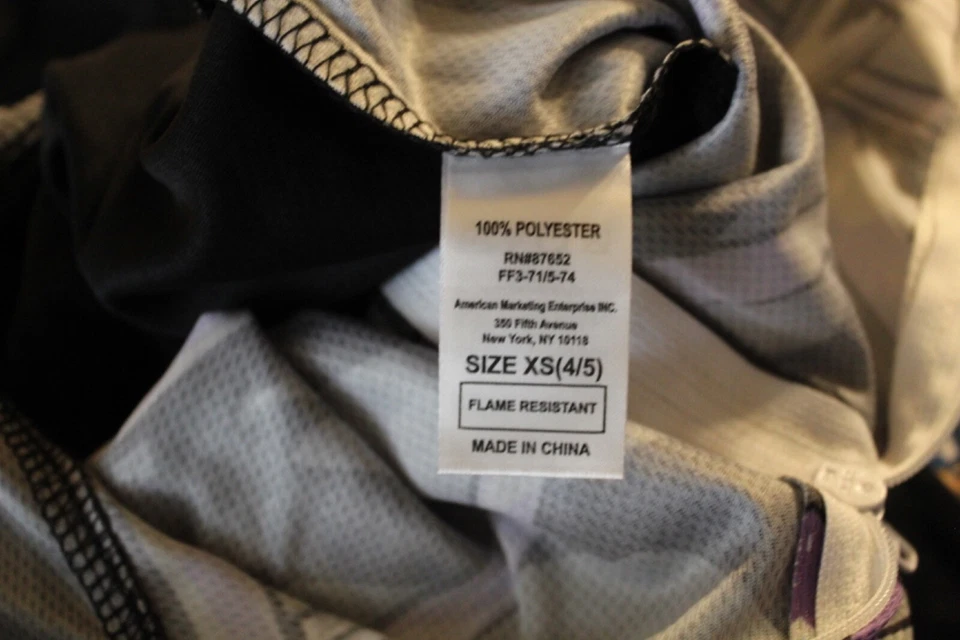 100% POLYESTER
RN#87652
FF3-71/5-74
American Marketing Enterprise INC.
350 Fifth Avenue
New York, NY 10118
SIZE XS(4/5)
FLAME RESISTANT
MADE IN CHINA